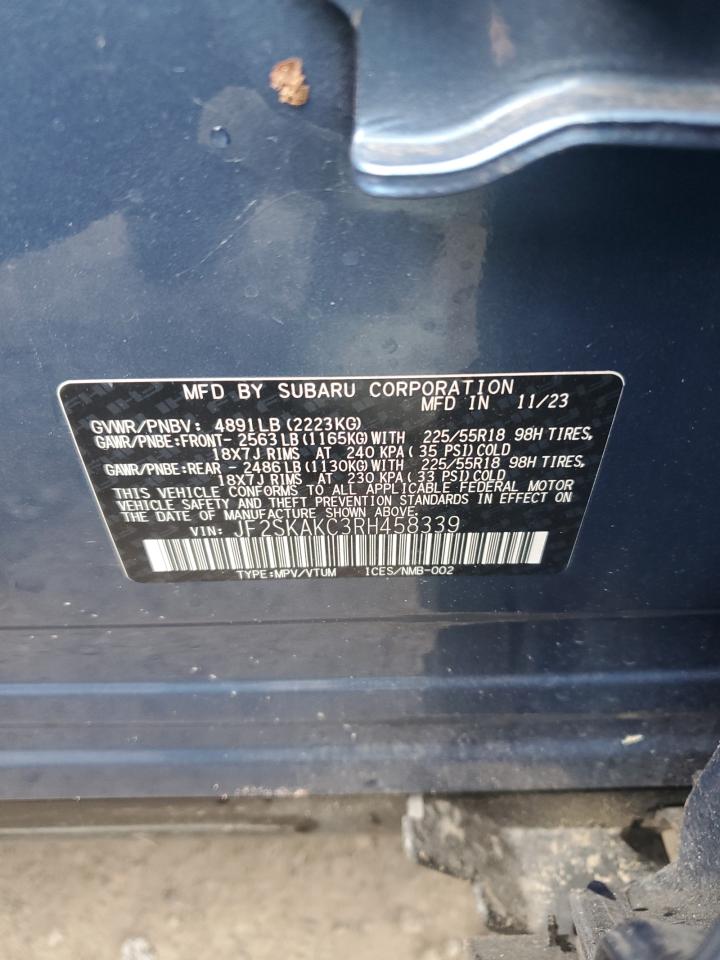 MFD BY SUBARU CORPORATION
MFD IN 11/23
GVWR/PNBV: 4891LB (2223KG)
GAWR/PNBE:FRONT- 2563LB (1165KG) WITH 225/55R18 98H TIRES,
18X7J RIMS AT 240 KPA (35 PSI) COLD
GAWR/PNBE:REAR - 2486LB (1130KG) WITH 225/55R18 98H TIRES,
18X7J RIMS AT 230 KPA (33 PSI) COLD
THIS VEHICLE CONFORMS TO ALL APPLICABLE FEDERAL MOTOR
VEHICLE SAFETY AND THEFT PREVENTION STANDARDS IN EFFECT ON
THE DATE OF MANUFACTURE SHOWN ABOVE.
VIN: JF2SKAKC3RH458339
TYPE:MPV/VTUM ICES/NMB-002